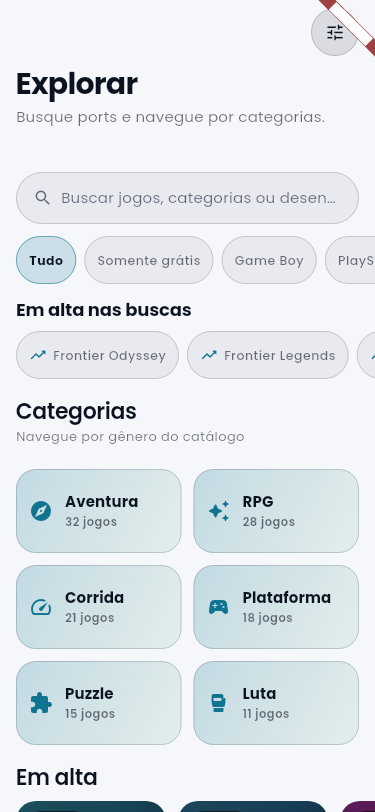 Explorar
Busque ports e navegue por categorias.
Buscar jogos, categorias ou desen…
Tudo
Somente grátis
Game Boy
PlayS
Em alta nas buscas
Frontier Odyssey
Frontier Legends
Categorias
Navegue por gênero do catálogo
Aventura
32 jogos
RPG
28 jogos
Corrida
21 jogos
Plataforma
18 jogos
Puzzle
15 jogos
Luta
11 jogos
Em alta